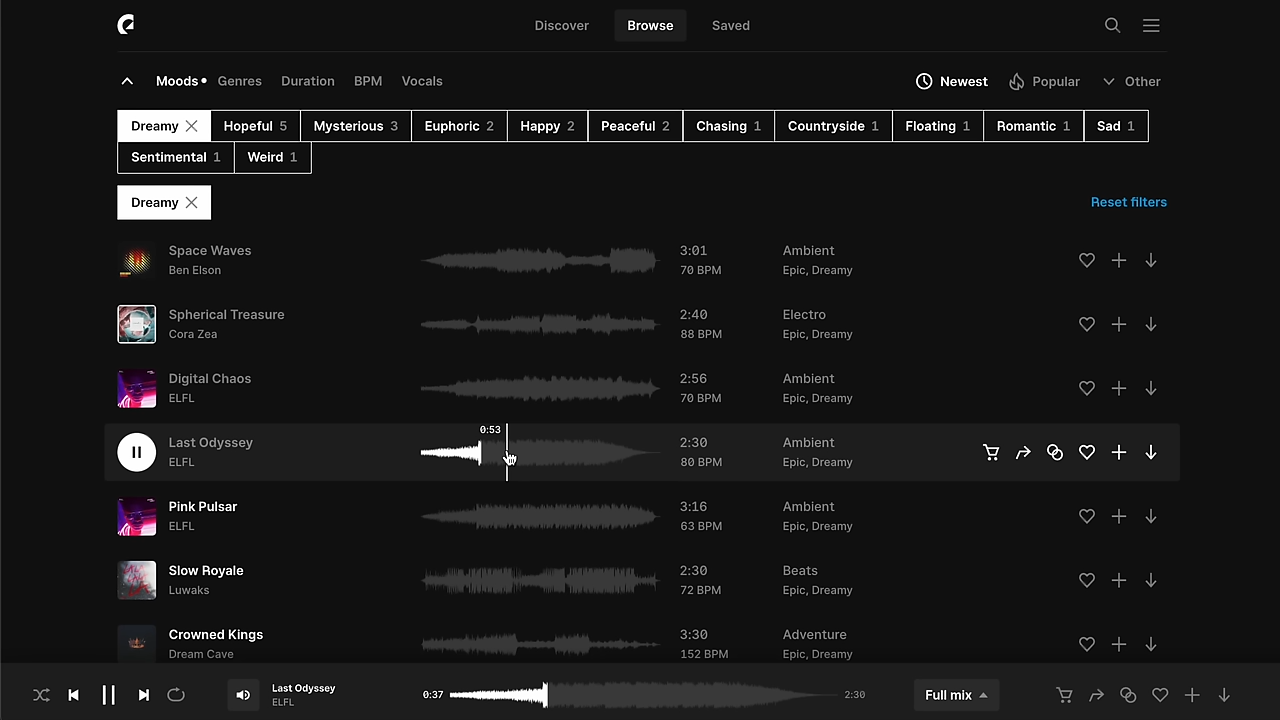 Discover Browse Saved
Moods Genres Duration BPM Vocals Newest Popular Other
Dreamy Hopeful 5 Mysterious 3 Euphoric 2 Happy 2 Peaceful 2 Chasing 1 Countryside 1 Floating 1 Romantic 1 Sad 1
Sentimental 1 Weird 1
Dreamy Reset filters
Space Waves 3:01 Ambient
Ben Elson 70 BPM Epic, Dreamy
Spherical Treasure 2:40 Electro
Cora Zea 88 BPM Epic, Dreamy
Digital Chaos 2:56 Ambient
ELFL 70 BPM Epic, Dreamy
0:53
Last Odyssey 2:30 Ambient
ELFL 80 BPM Epic, Dreamy
Pink Pulsar 3:16 Ambient
ELFL 63 BPM Epic, Dreamy
Slow Royale 2:30 Beats
Luwaks 72 BPM Epic, Dreamy
Crowned Kings 3:30 Adventure
Dream Cave 152 BPM Epic, Dreamy
Last Odyssey
ELFL
0:37 2:30 Full mix